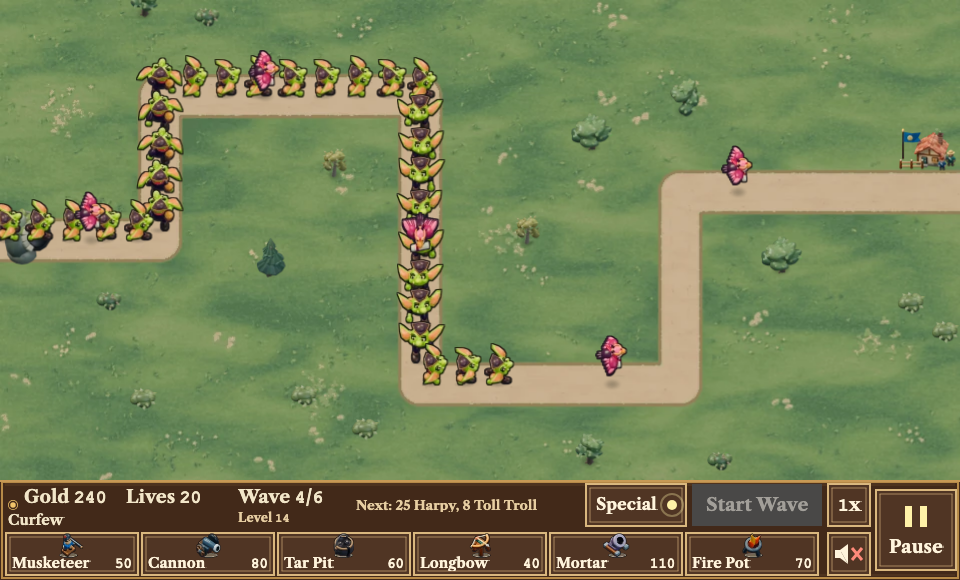 Gold 240 Lives 20 Wave 4/6
Curfew Level 14
Next: 25 Harpy, 8 Toll Troll
Special
Start Wave
1x
Pause
Musketeer 50
Cannon 80
Tar Pit 60
Longbow 40
Mortar 110
Fire Pot 70